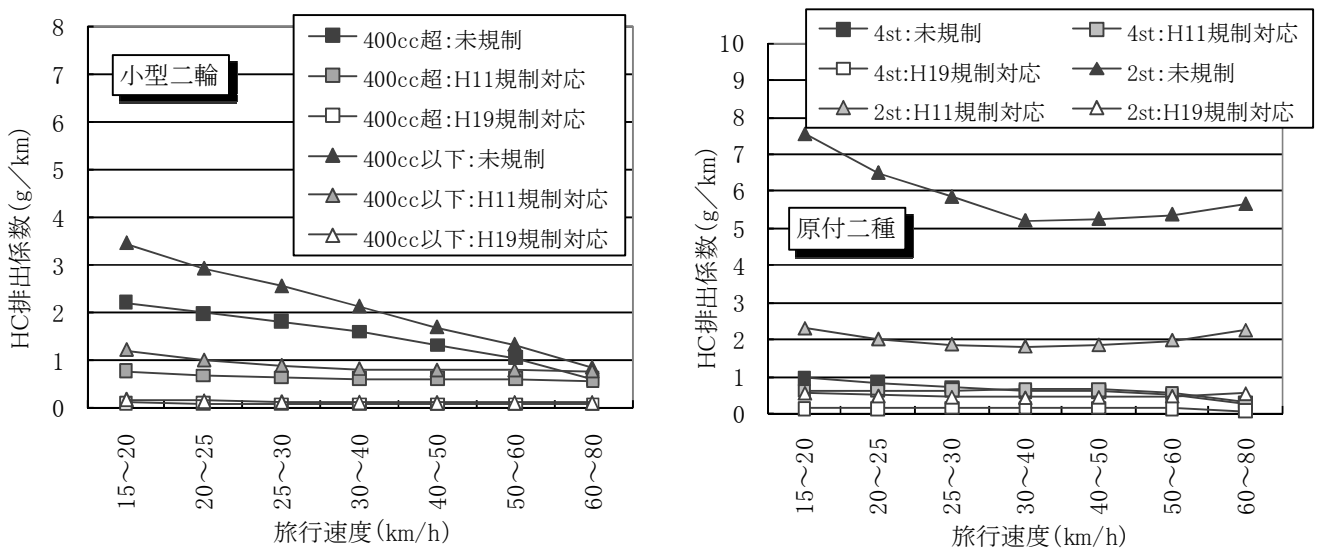 8
7
6
5
4
3
2
1
0
HC排出係数(g／km)
小型二輪
400cc超:未規制
400cc超:H11規制対応
400cc超:H19規制対応
400cc以下:未規制
400cc以下:H11規制対応
400cc以下:H19規制対応
15～20
20～25
25～30
30～40
40～50
50～60
60～80
旅行速度(km/h)
10
9
8
7
6
5
4
3
2
1
0
HC排出係数(g／km)
原付二種
4st:未規制 4st:H11規制対応
4st:H19規制対応 2st:未規制
2st:H11規制対応 2st:H19規制対応
15～20
20～25
25～30
30～40
40～50
50～60
60～80
旅行速度(km/h)